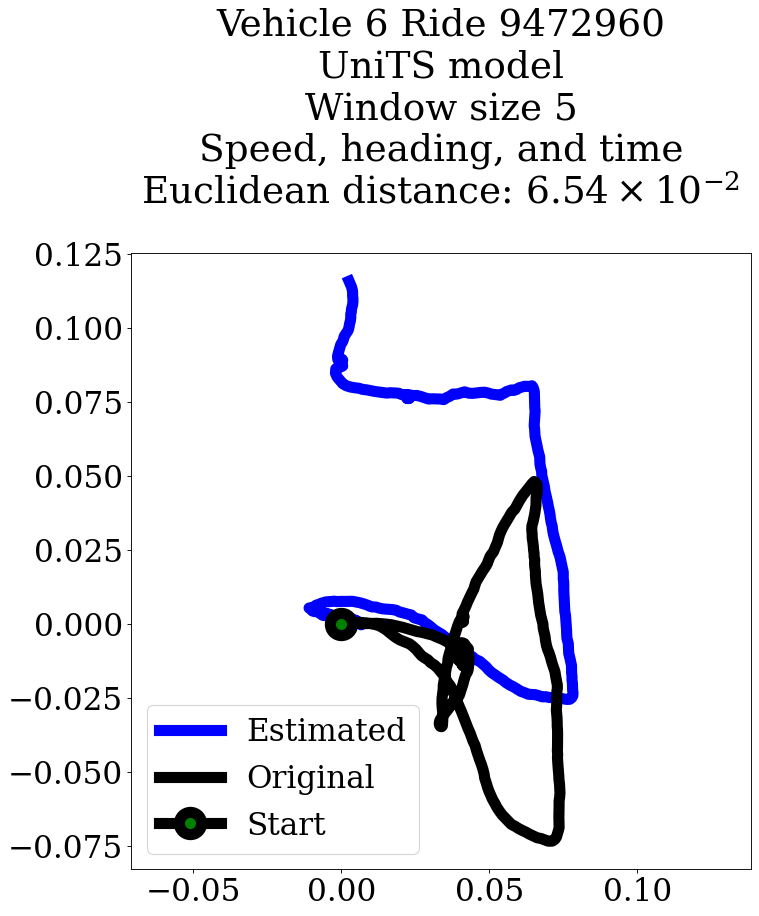 Vehicle 6 Ride 9472960
UniTS model
Window size 5
Speed, heading, and time
Euclidean distance: 6.54 × 10⁻²
0.125
0.100
0.075
0.050
0.025
0.000
−0.025
−0.050
−0.075
Estimated
Original
Start
−0.05 0.00 0.05 0.10